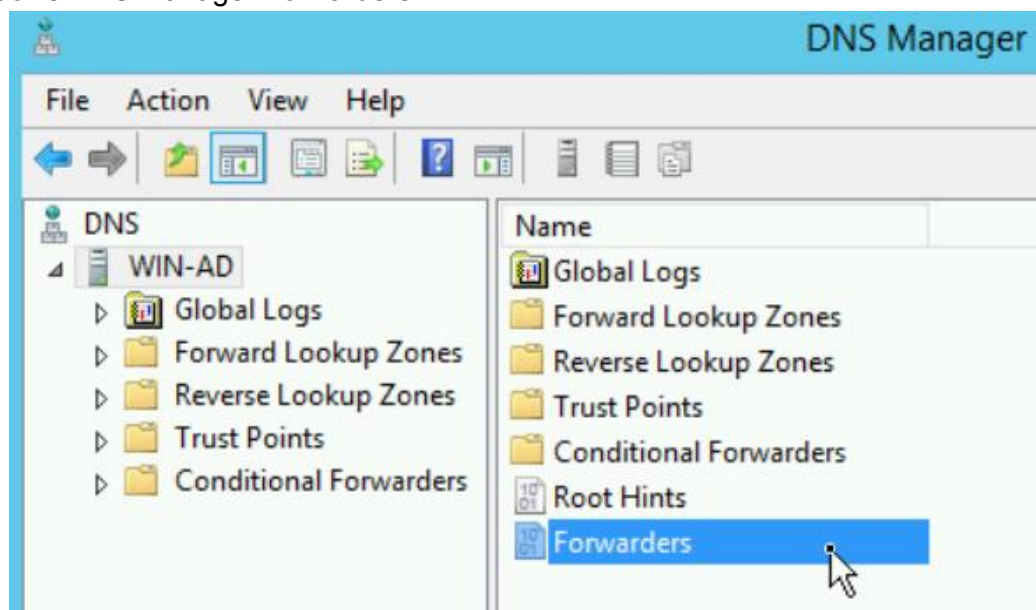 DNS Manager
File Action View Help
DNS
WIN-AD
Global Logs
Forward Lookup Zones
Reverse Lookup Zones
Trust Points
Conditional Forwarders
Name
Global Logs
Forward Lookup Zones
Reverse Lookup Zones
Trust Points
Conditional Forwarders
Root Hints
Forwarders